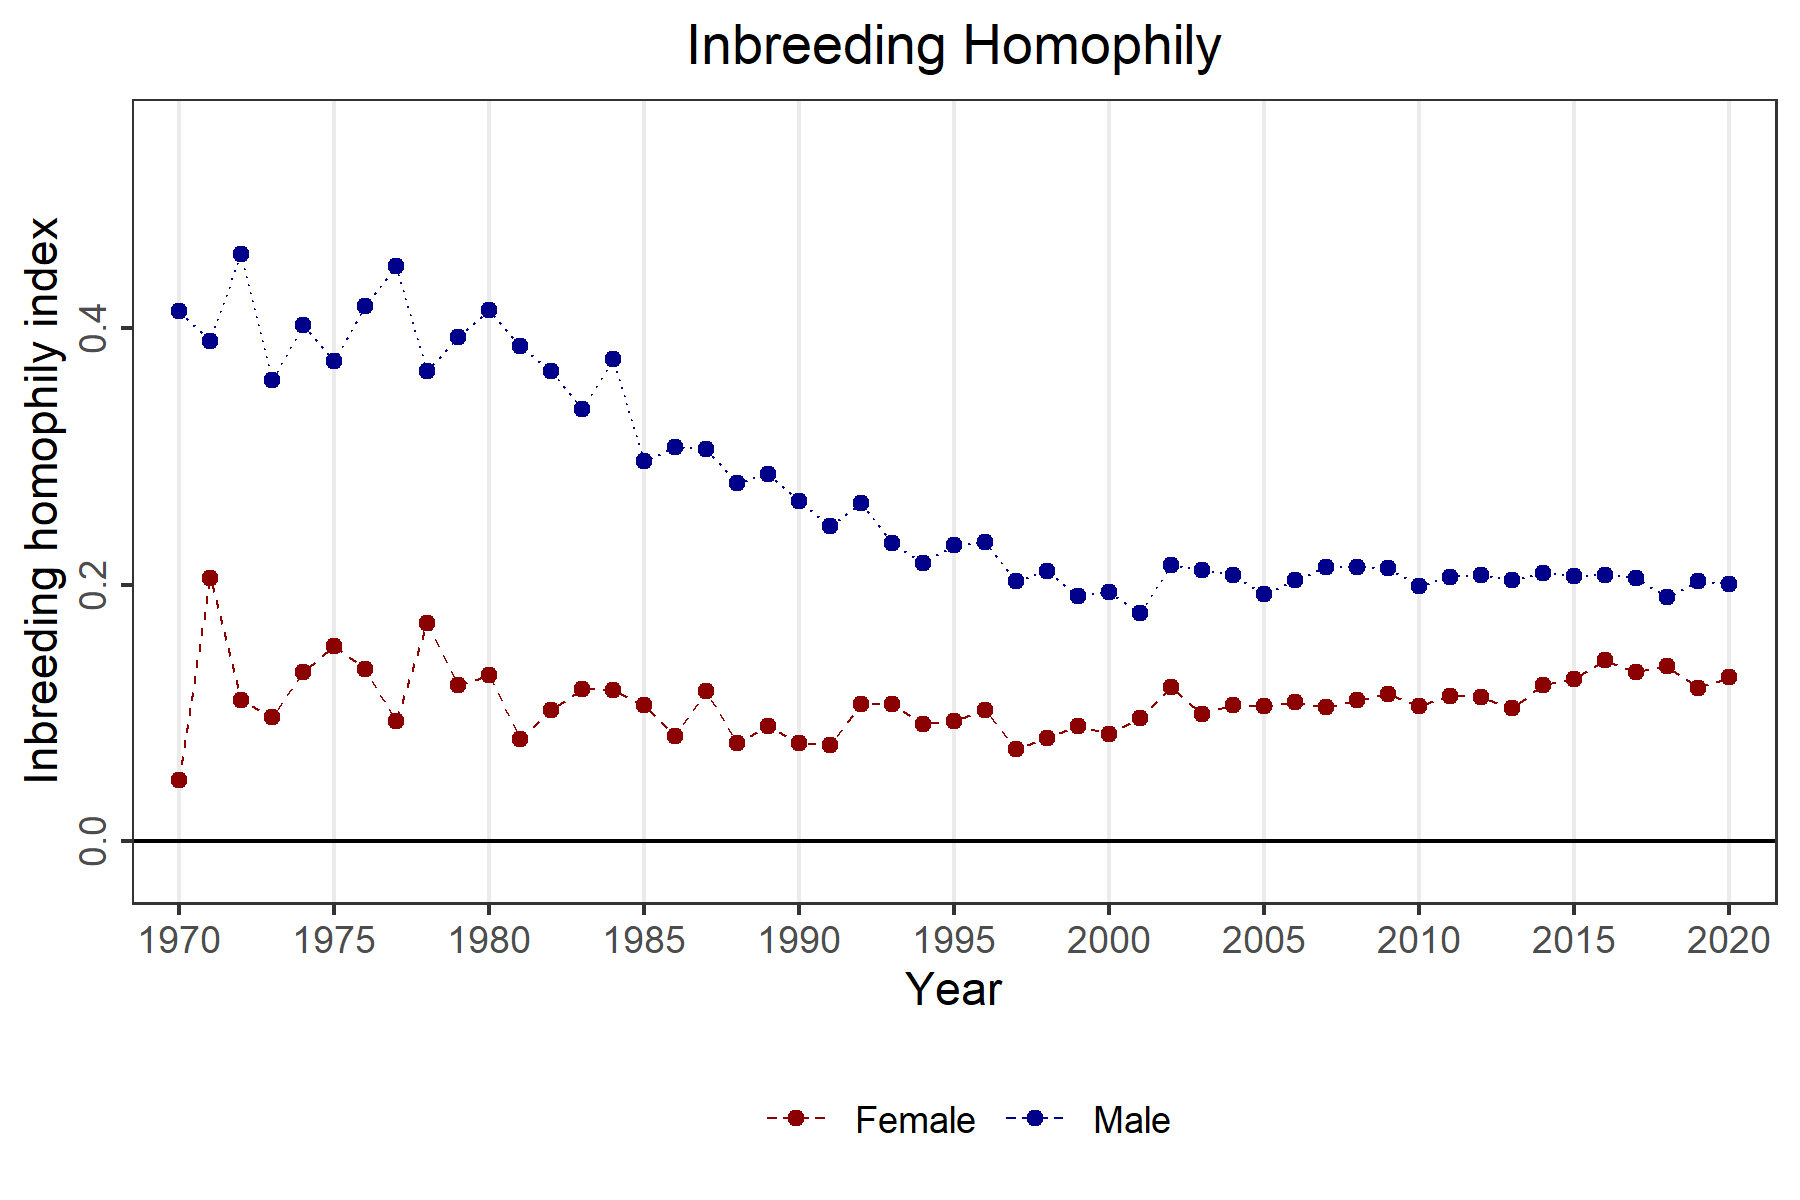 Inbreeding Homophily
Inbreeding homophily index
0.4
0.2
0.0
1970 1975 1980 1985 1990 1995 2000 2005 2010 2015 2020
Year
Female Male